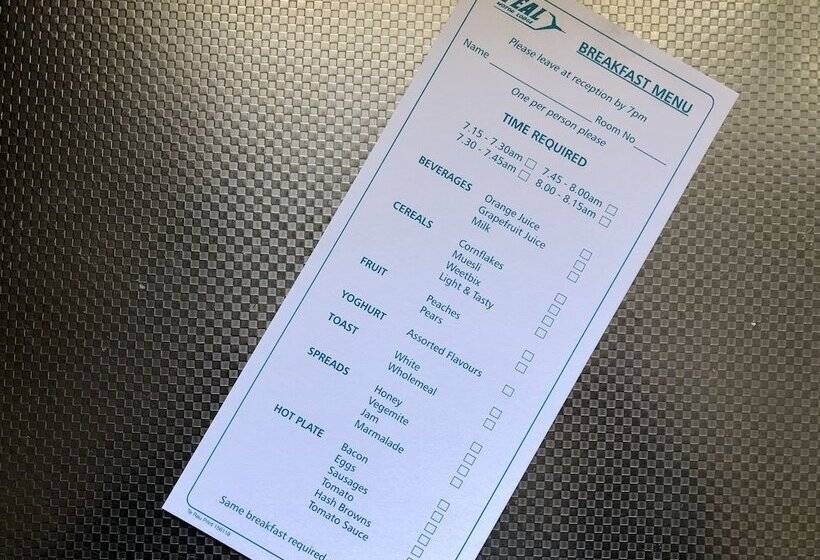 EAL
MOTOR LODGE
BREAKFAST MENU
Please leave at reception by 7pm
Name Room No
One per person please
TIME REQUIRED
7.15 - 7.30am 7.45 - 8.00am
7.30 - 7.45am 8.00 - 8.15am
BEVERAGES Orange Juice
Grapefruit Juice
Milk
CEREALS Cornflakes
Muesli
Weetbix
Light & Tasty
FRUIT Peaches
Pears
YOGHURT Assorted Flavours
TOAST White
Wholemeal
SPREADS Honey
Vegemite
Jam
Marmalade
HOT PLATE Bacon
Eggs
Sausages
Tomato
Hash Browns
Tomato Sauce
Same breakfast required